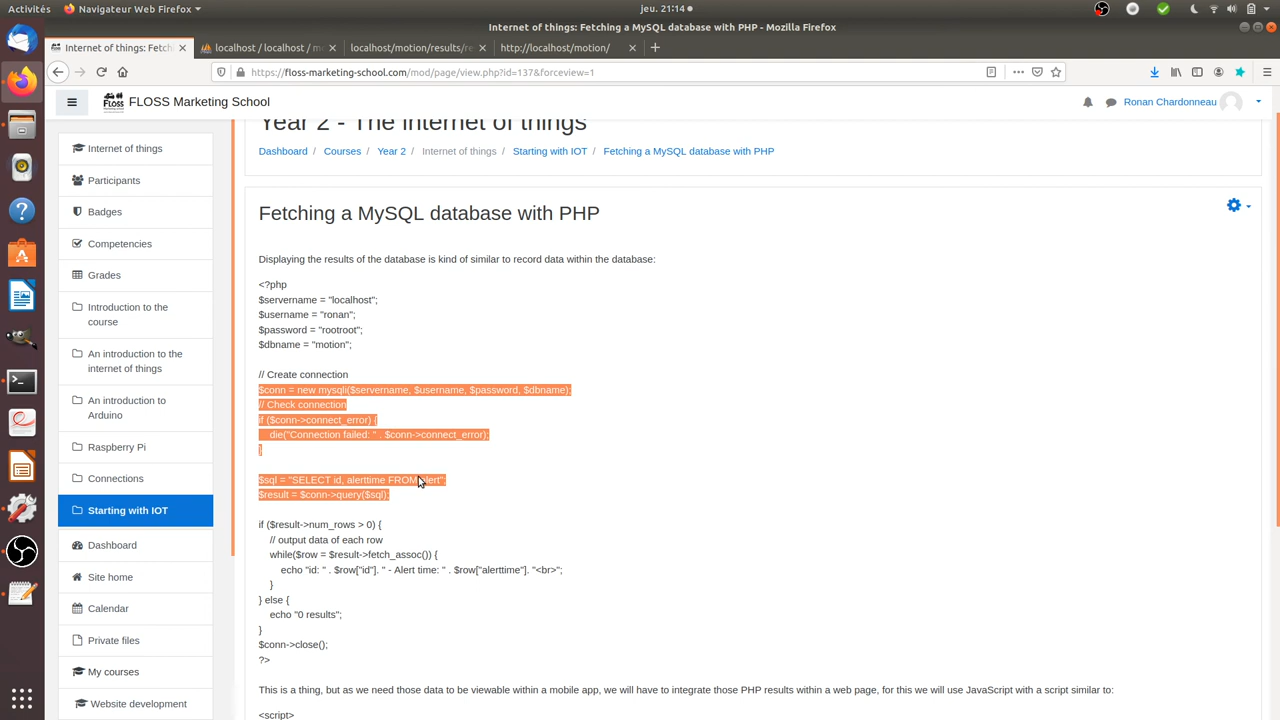 Activités Navigateur Web Firefox jeu. 21:14
Internet of things: Fetching a MySQL database with PHP - Mozilla Firefox
Internet of things: Fetch localhost / localhost / m localhost/motion/results/re http://localhost/motion/
https://floss-marketing-school.com/mod/page/view.php?id=137&forceview=1
FLOSS Marketing School Ronan Chardonneau
Year 2 - The internet of things
Dashboard / Courses / Year 2 / Internet of things / Starting with IOT / Fetching a MySQL database with PHP
Internet of things
Participants
Badges
Competencies
Grades
Introduction to the
course
An introduction to the
internet of things
An introduction to
Arduino
Raspberry Pi
Connections
Starting with IOT
Dashboard
Site home
Calendar
Private files
My courses
Website development
Fetching a MySQL database with PHP
Displaying the results of the database is kind of similar to record data within the database:
<?php
$servername = "localhost";
$username = "ronan";
$password = "rootroot";
$dbname = "motion";
// Create connection
$conn = new mysqli($servername, $username, $password, $dbname);
// Check connection
if ($conn->connect_error) {
die("Connection failed: " . $conn->connect_error);
}
$sql = "SELECT id, alerttime FROM alert";
$result = $conn->query($sql);
if ($result->num_rows > 0) {
// output data of each row
while($row = $result->fetch_assoc()) {
echo "id: " . $row["id"]. " - Alert time: " . $row["alerttime"]. "<br>";
}
} else {
echo "0 results";
}
$conn->close();
?>
This is a thing, but as we need those data to be viewable within a mobile app, we will have to integrate those PHP results within a web page, for this we will use JavaScript with a script similar to:
<script>